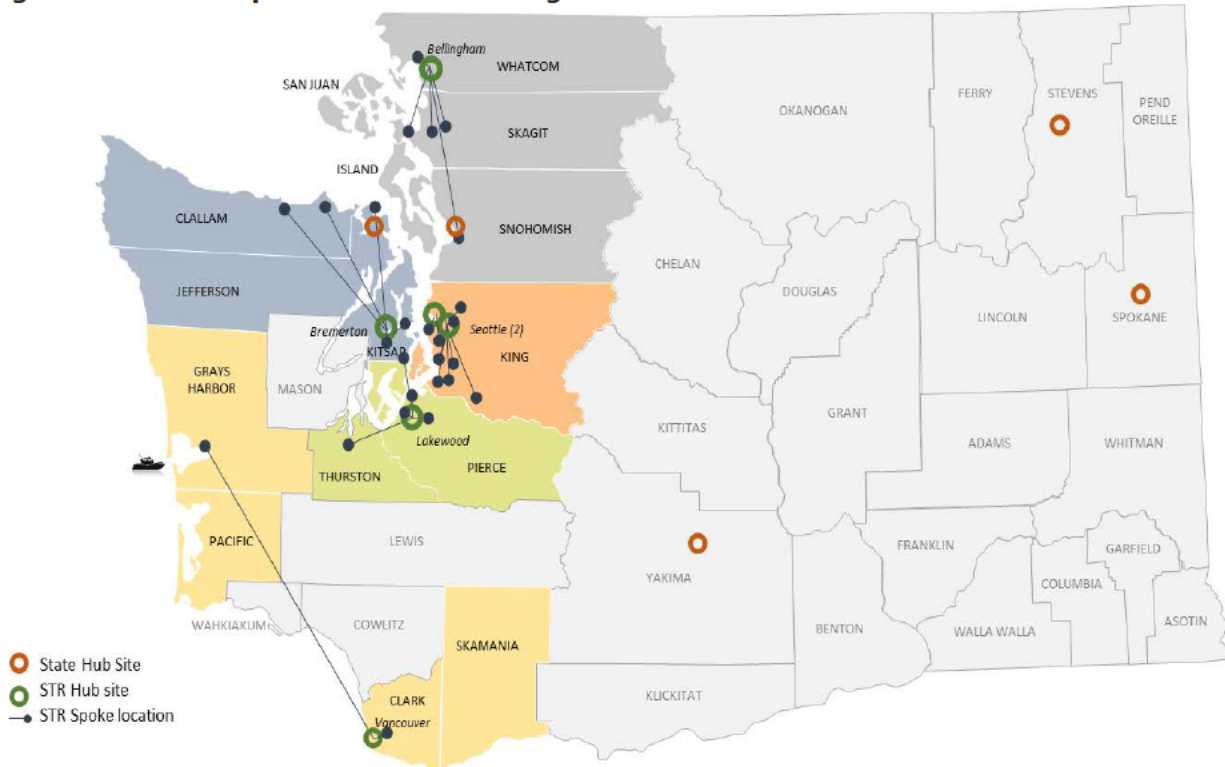 Bellingham
WHATCOM
SAN JUAN
SKAGIT
ISLAND
CLALLAM
SNOHOMISH
JEFFERSON
Bremerton
KITSAP
Seattle (2)
KING
GRAYS
HARBOR
MASON
Lakewood
THURSTON
PIERCE
PACIFIC
LEWIS
WAHKIAKUM
COWLITZ
SKAMANIA
CLARK
Vancouver
OKANOGAN
FERRY
STEVENS
PEND
OREILLE
CHELAN
DOUGLAS
LINCOLN
SPOKANE
KITTITAS
GRANT
ADAMS
WHITMAN
YAKIMA
FRANKLIN
GARFIELD
COLUMBIA
BENTON
WALLA WALLA
ASOTIN
KLICKITAT
State Hub Site
STR Hub site
STR Spoke location